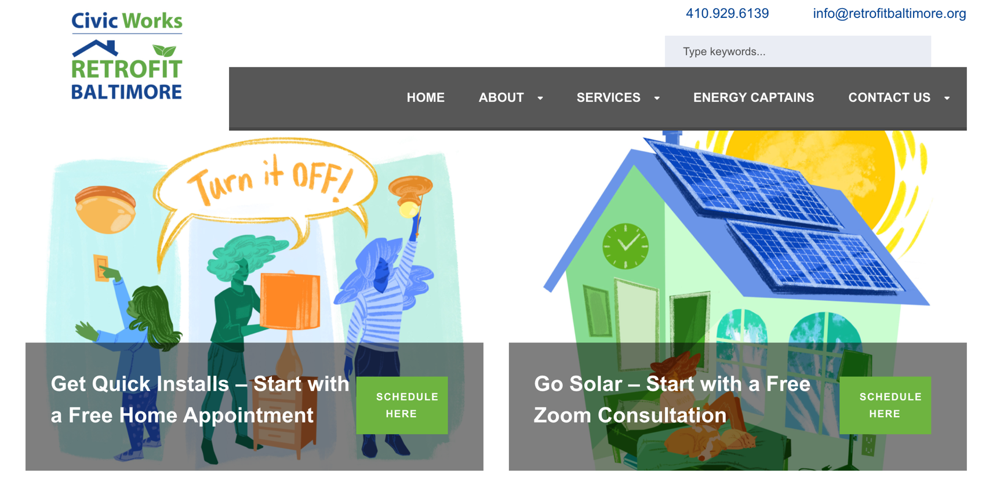 Civic Works
RETROFIT
BALTIMORE
410.929.6139
info@retrofitbaltimore.org
Type keywords...
HOME
ABOUT
SERVICES
ENERGY CAPTAINS
CONTACT US
Turn it OFF!
Get Quick Installs – Start with
a Free Home Appointment
SCHEDULE
HERE
Go Solar – Start with a Free
Zoom Consultation
SCHEDULE
HERE